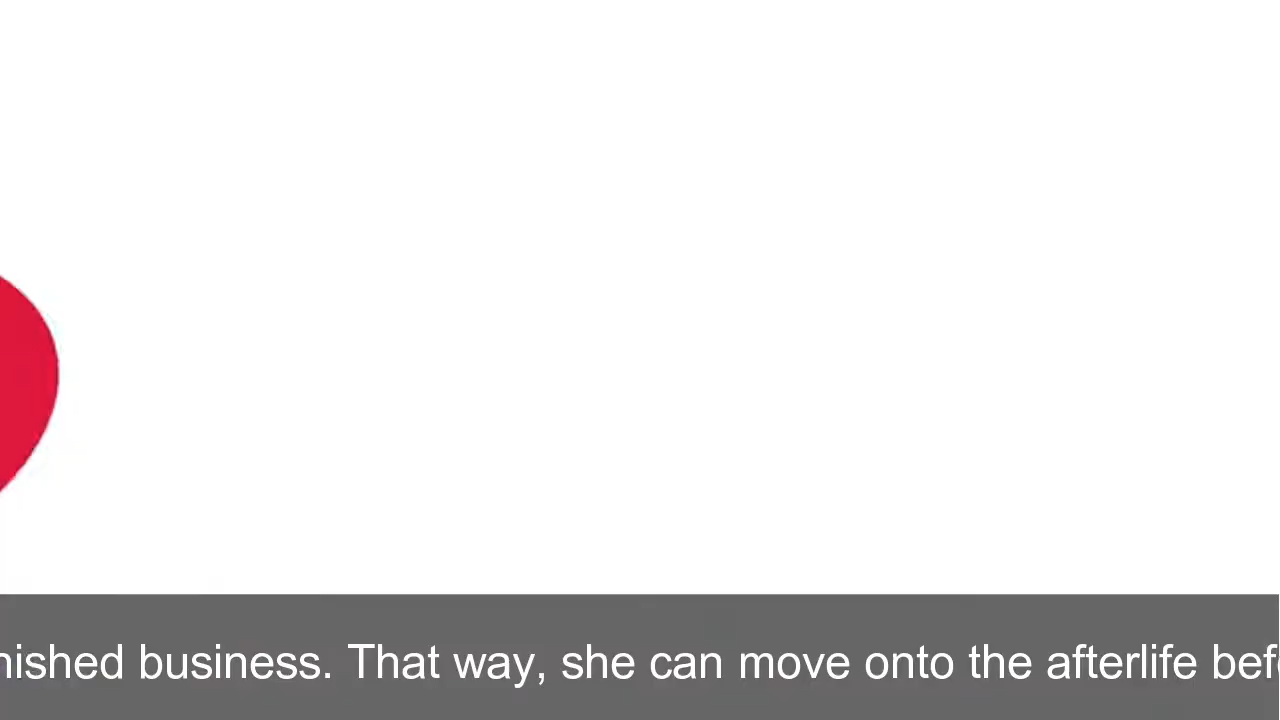 nished business. That way, she can move onto the afterlife bef